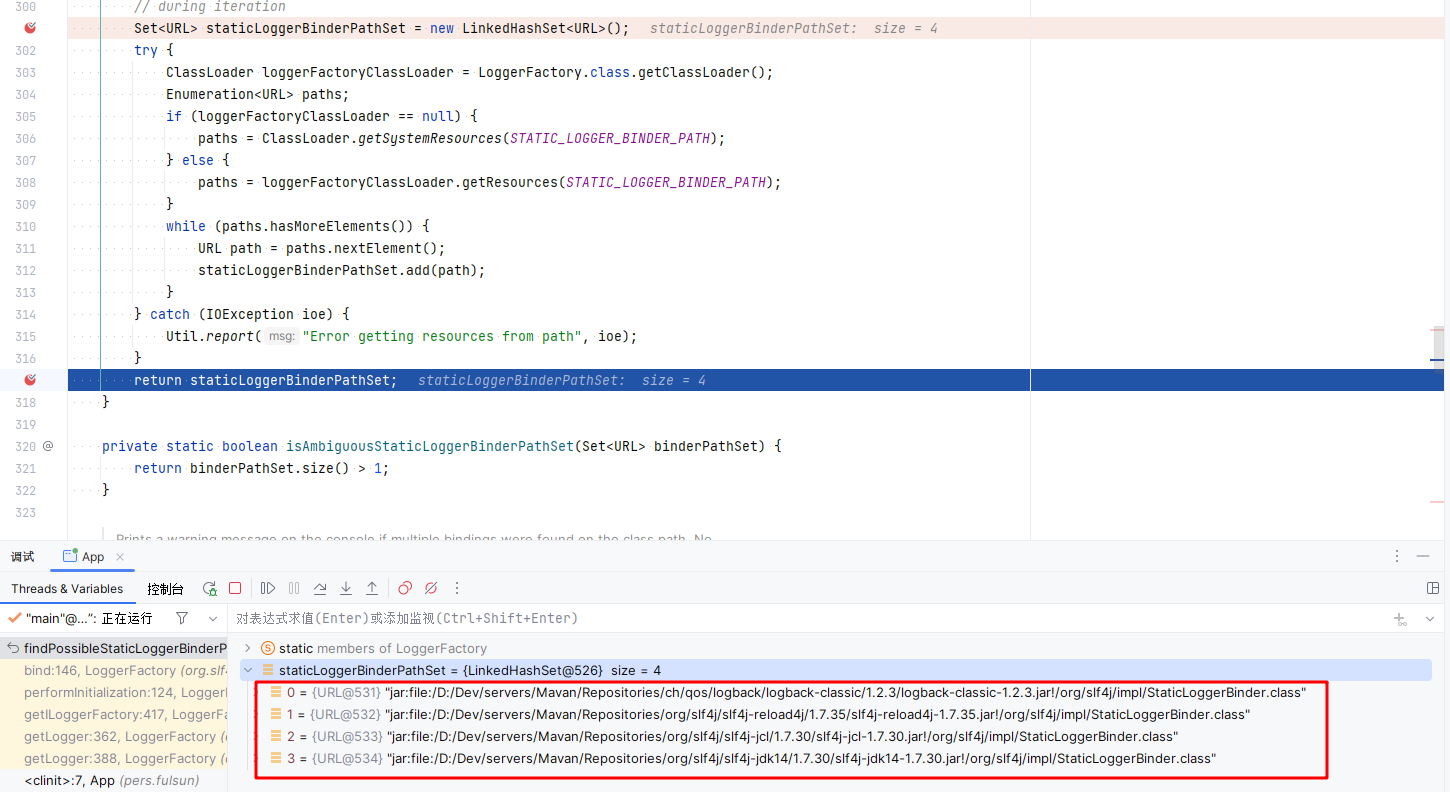 300 // during iteration
Set<URL> staticLoggerBinderPathSet = new LinkedHashSet<URL>(); staticLoggerBinderPathSet: size = 4
302 try {
303 ClassLoader loggerFactoryClassLoader = LoggerFactory.class.getClassLoader();
304 Enumeration<URL> paths;
305 if (loggerFactoryClassLoader == null) {
306 paths = ClassLoader.getSystemResources(STATIC_LOGGER_BINDER_PATH);
307 } else {
308 paths = loggerFactoryClassLoader.getResources(STATIC_LOGGER_BINDER_PATH);
309 }
310 while (paths.hasMoreElements()) {
311 URL path = paths.nextElement();
312 staticLoggerBinderPathSet.add(path);
313 }
314 } catch (IOException ioe) {
315 Util.report( msg: "Error getting resources from path", ioe);
316 }
return staticLoggerBinderPathSet; staticLoggerBinderPathSet: size = 4
318 }
319
320 @ private static boolean isAmbiguousStaticLoggerBinderPathSet(Set<URL> binderPathSet) {
321 return binderPathSet.size() > 1;
322 }
323
Prints a warning message on the console if multiple bindings were found on the class path. No
调试 App
Threads & Variables 控制台
"main"@...": 正在运行 对表达式求值(Enter)或添加监视(Ctrl+Shift+Enter)
findPossibleStaticLoggerBinderP
bind:146, LoggerFactory (org.slf4
performInitialization:124, Logger
getILoggerFactory:417, LoggerFa
getLogger:362, LoggerFactory (
getLogger:388, LoggerFactory (
<clinit>:7, App (pers.fulsun)
S static members of LoggerFactory
staticLoggerBinderPathSet = {LinkedHashSet@526} size = 4
0 = {URL@531} "jar:file:/D:/Dev/servers/Mavan/Repositories/ch/qos/logback/logback-classic/1.2.3/logback-classic-1.2.3.jar!/org/slf4j/impl/StaticLoggerBinder.class"
1 = {URL@532} "jar:file:/D:/Dev/servers/Mavan/Repositories/org/slf4j/slf4j-reload4j/1.7.35/slf4j-reload4j-1.7.35.jar!/org/slf4j/impl/StaticLoggerBinder.class"
2 = {URL@533} "jar:file:/D:/Dev/servers/Mavan/Repositories/org/slf4j/slf4j-jcl/1.7.30/slf4j-jcl-1.7.30.jar!/org/slf4j/impl/StaticLoggerBinder.class"
3 = {URL@534} "jar:file:/D:/Dev/servers/Mavan/Repositories/org/slf4j/slf4j-jdk14/1.7.30/slf4j-jdk14-1.7.30.jar!/org/slf4j/impl/StaticLoggerBinder.class"